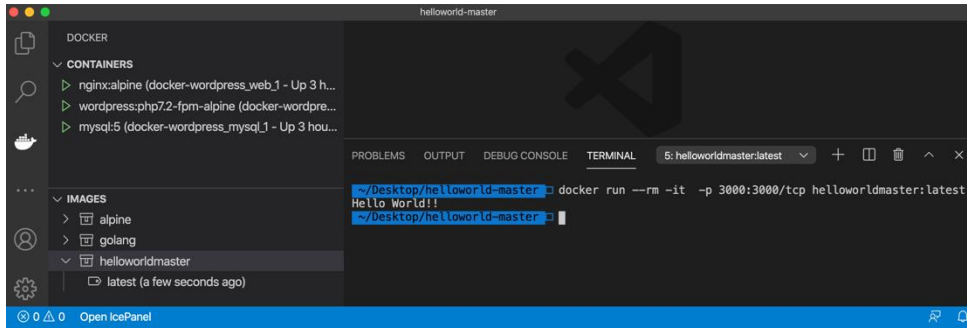 helloworld-master
DOCKER
CONTAINERS
nginx:alpine (docker-wordpress_web_1 - Up 3 h...
wordpress:php7.2-fpm-alpine (docker-wordpre...
mysql:5 (docker-wordpress_mysql_1 - Up 3 hou...
IMAGES
alpine
golang
helloworldmaster
latest (a few seconds ago)
PROBLEMS OUTPUT DEBUG CONSOLE TERMINAL 5: helloworldmaster:latest
~/Desktop/helloworld-master docker run --rm -it  -p 3000:3000/tcp helloworldmaster:latest
Hello World!!
~/Desktop/helloworld-master
0 0 Open IcePanel